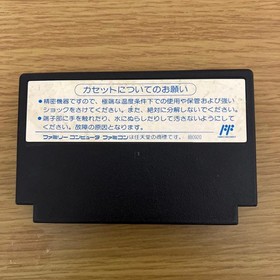 カセットについてのお願い
●精密機器ですので、極端な温度条件下での使用や保管および強い
ショックをさけてください。また、絶対に分解しないでください。
●端子部に手を触れたり、水にぬらしたりして汚さないようにして
ください。故障の原因となります。
ファミリーコンピュータ ファミコンは任天堂の商標です。